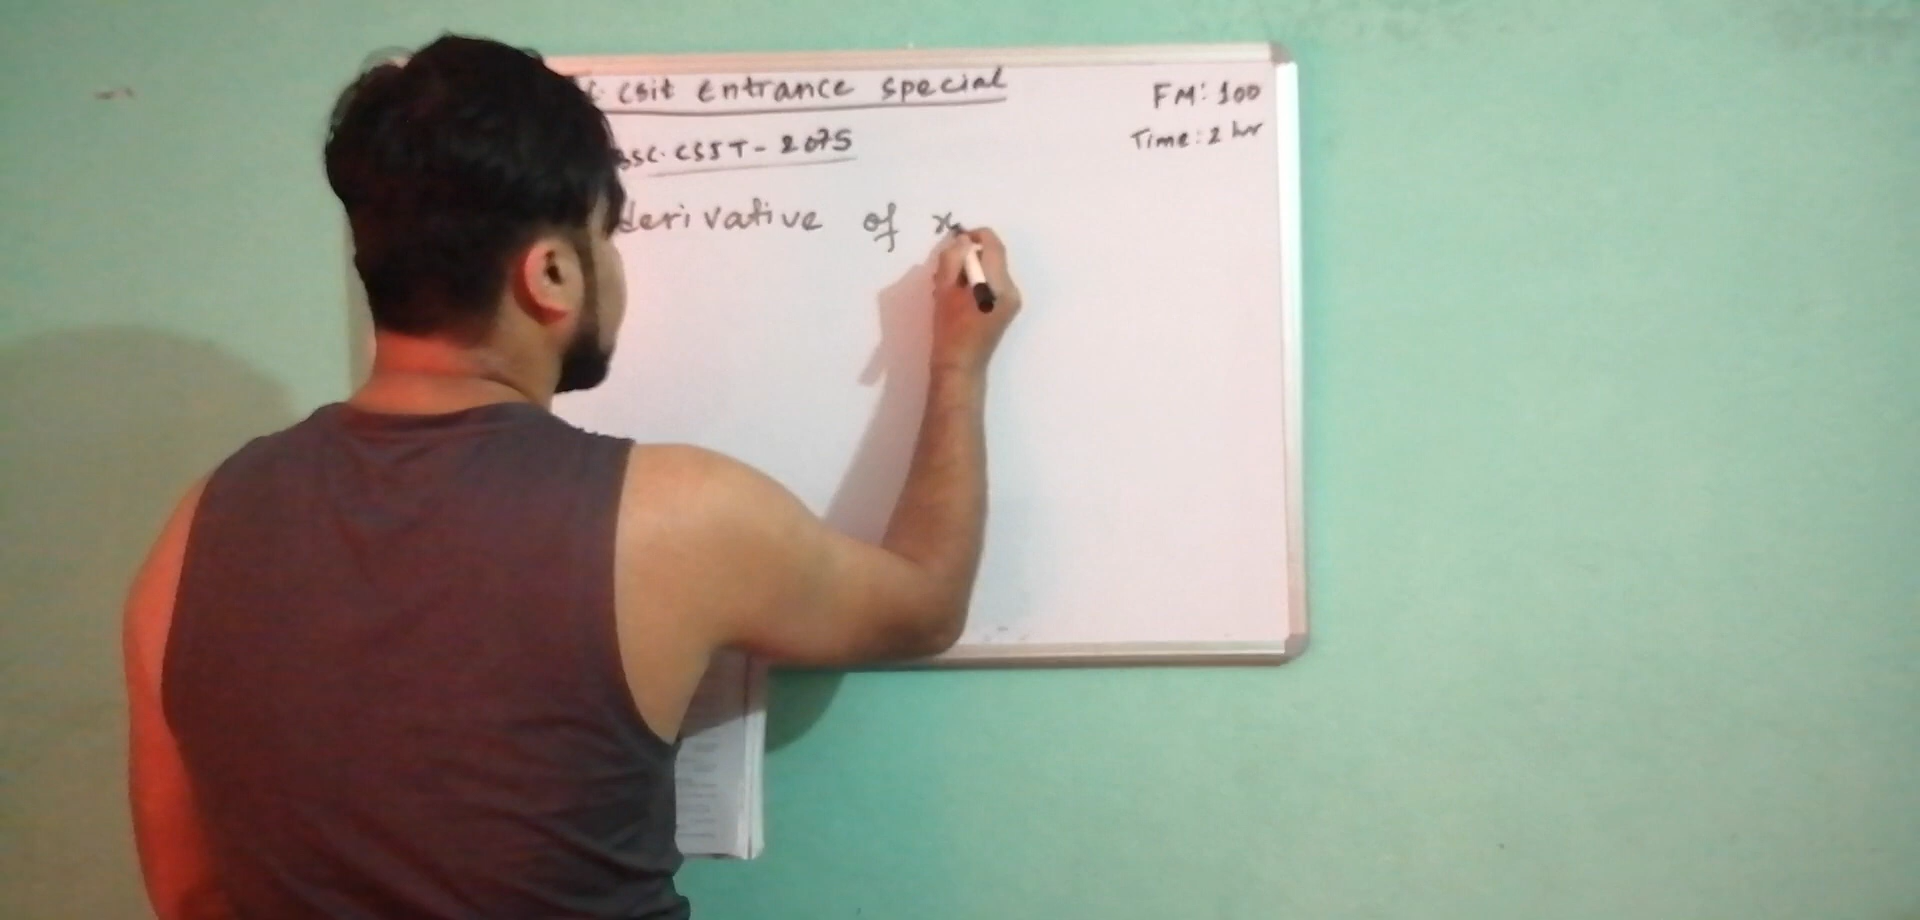 csit Entrance special
FM: 100
BSC. CSIT - 2075
Time: 2 hr
derivative of x